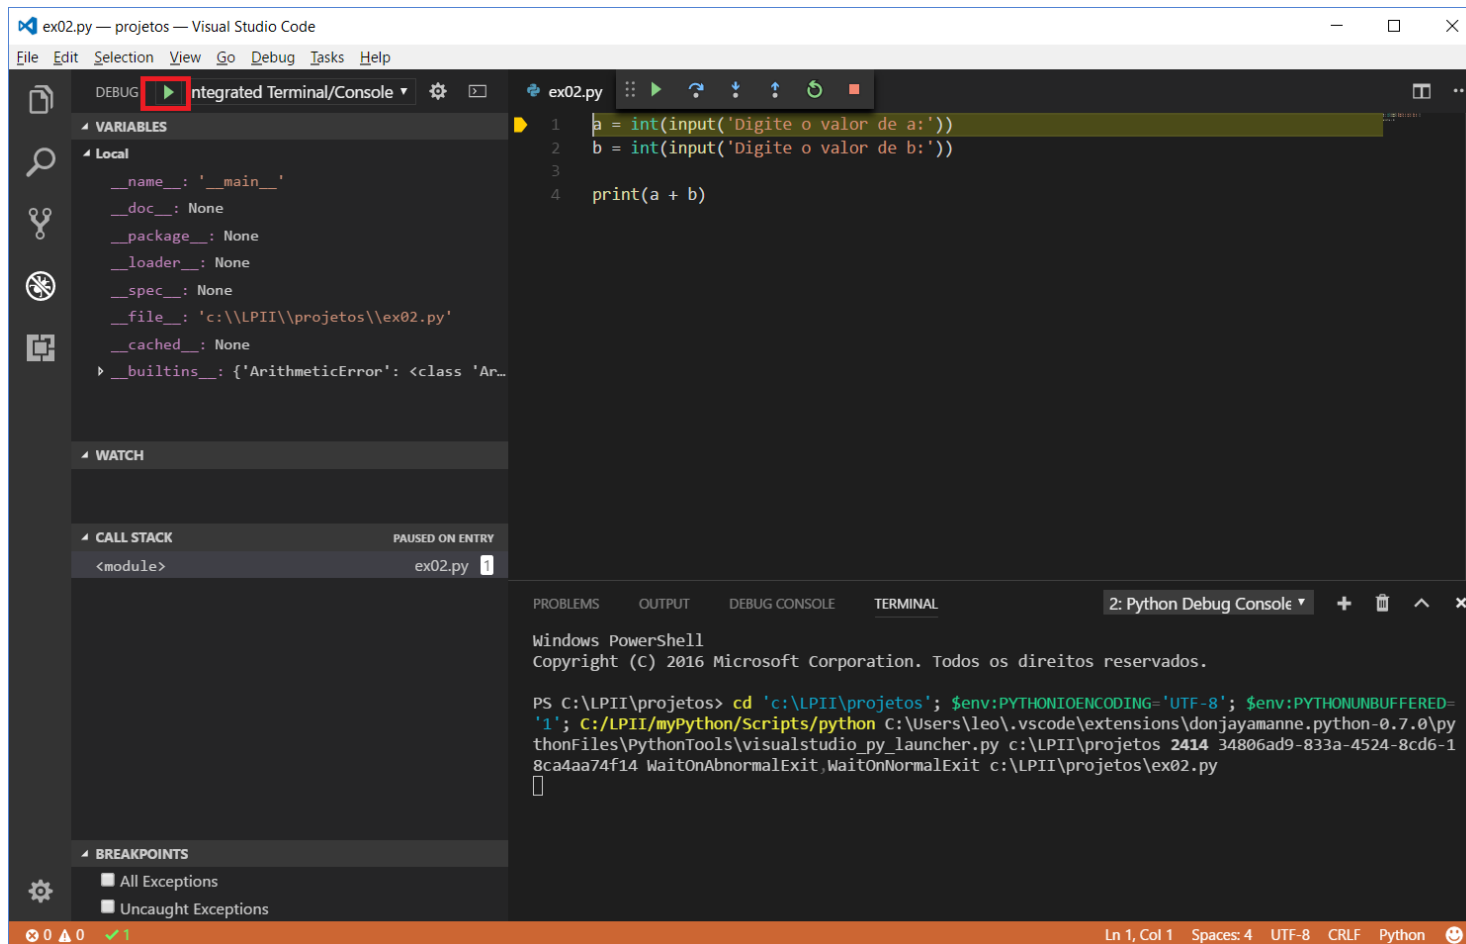 ex02.py — projetos — Visual Studio Code
File Edit Selection View Go Debug Tasks Help
DEBUG ntegrated Terminal/Console
VARIABLES
Local
__name__: '__main__'
__doc__: None
__package__: None
__loader__: None
__spec__: None
__file__: 'c:\\LPII\\projetos\\ex02.py'
__cached__: None
__builtins__: {'ArithmeticError': <class 'Ar…
WATCH
CALL STACK PAUSED ON ENTRY
<module> ex02.py 1
BREAKPOINTS
All Exceptions
Uncaught Exceptions
ex02.py
1 a = int(input('Digite o valor de a:'))
2 b = int(input('Digite o valor de b:'))
3
4 print(a + b)
PROBLEMS OUTPUT DEBUG CONSOLE TERMINAL 2: Python Debug Console
Windows PowerShell
Copyright (C) 2016 Microsoft Corporation. Todos os direitos reservados.
PS C:\LPII\projetos> cd 'c:\LPII\projetos'; $env:PYTHONIOENCODING='UTF-8'; $env:PYTHONUNBUFFERED=
'1'; C:/LPII/myPython/Scripts/python C:\Users\leo\.vscode\extensions\donjayamanne.python-0.7.0\py
thonFiles\PythonTools\visualstudio_py_launcher.py c:\LPII\projetos 2414 34806ad9-833a-4524-8cd6-1
8ca4aa74f14 WaitOnAbnormalExit,WaitOnNormalExit c:\LPII\projetos\ex02.py
0 0 1 Ln 1, Col 1 Spaces: 4 UTF-8 CRLF Python